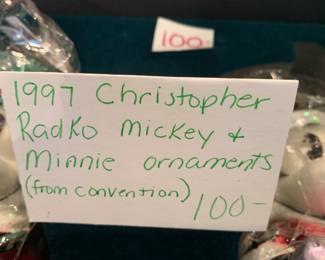 100-
1997 Christopher
Radko mickey +
Minnie ornaments
(from convention) 100-